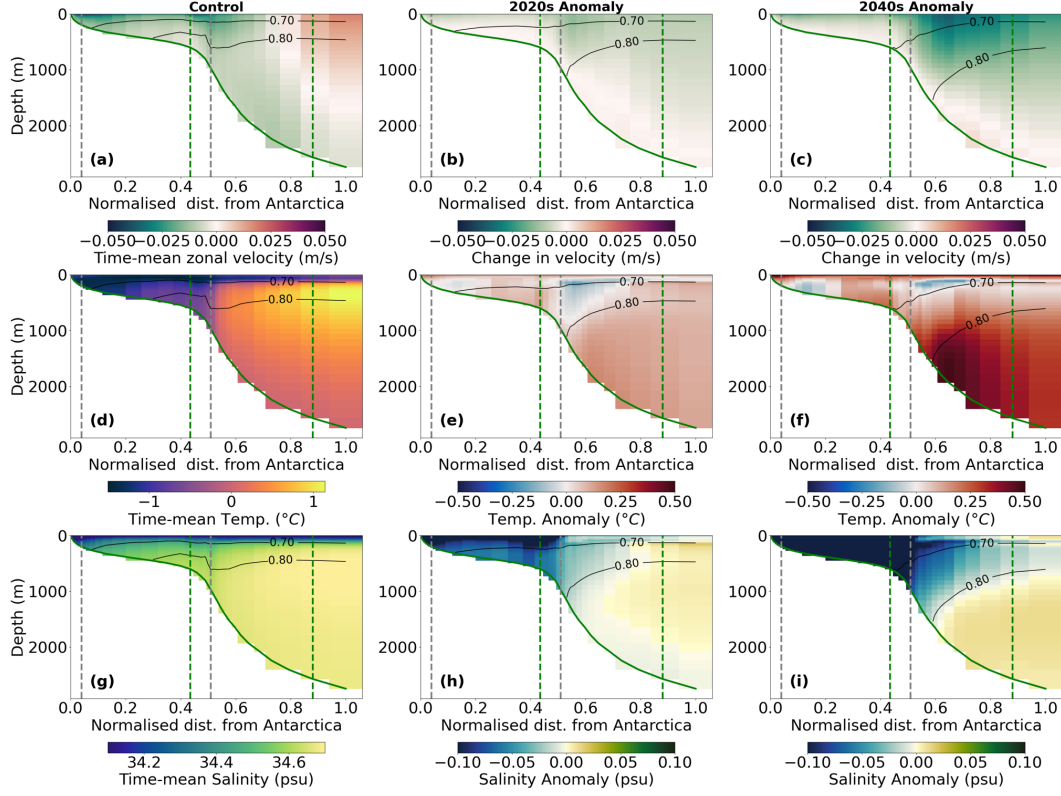 Control
2020s Anomaly
2040s Anomaly
Depth (m)
0
1000
2000
0.70
0.80
(a)
0.0 0.2 0.4 0.6 0.8 1.0
Normalised dist. from Antarctica
0.70
0.80
(b)
0.0 0.2 0.4 0.6 0.8 1.0
Normalised dist. from Antarctica
0.70
0.80
(c)
0.0 0.2 0.4 0.6 0.8 1.0
Normalised dist. from Antarctica
−0.050 −0.025 0.000 0.025 0.050
Time-mean zonal velocity (m/s)
−0.050 −0.025 0.000 0.025 0.050
Change in velocity (m/s)
−0.050 −0.025 0.000 0.025 0.050
Change in velocity (m/s)
Depth (m)
0
1000
2000
0.70
0.80
(d)
0.0 0.2 0.4 0.6 0.8 1.0
Normalised dist. from Antarctica
0
1000
2000
0.70
0.80
(e)
0.0 0.2 0.4 0.6 0.8 1.0
Normalised dist. from Antarctica
0
1000
2000
0.70
0.80
(f)
0.0 0.2 0.4 0.6 0.8 1.0
Normalised dist. from Antarctica
−1 0 1
Time-mean Temp. (°C)
−0.50 −0.25 0.00 0.25 0.50
Temp. Anomaly (°C)
−0.50 −0.25 0.00 0.25 0.50
Temp. Anomaly (°C)
Depth (m)
0
1000
2000
0.70
0.80
(g)
0.0 0.2 0.4 0.6 0.8 1.0
Normalised dist. from Antarctica
0
1000
2000
0.70
0.80
(h)
0.0 0.2 0.4 0.6 0.8 1.0
Normalised dist. from Antarctica
0
1000
2000
0.70
0.80
(i)
0.0 0.2 0.4 0.6 0.8 1.0
Normalised dist. from Antarctica
34.2 34.4 34.6
Time-mean Salinity (psu)
−0.10 −0.05 0.00 0.05 0.10
Salinity Anomaly (psu)
−0.10 −0.05 0.00 0.05 0.10
Salinity Anomaly (psu)